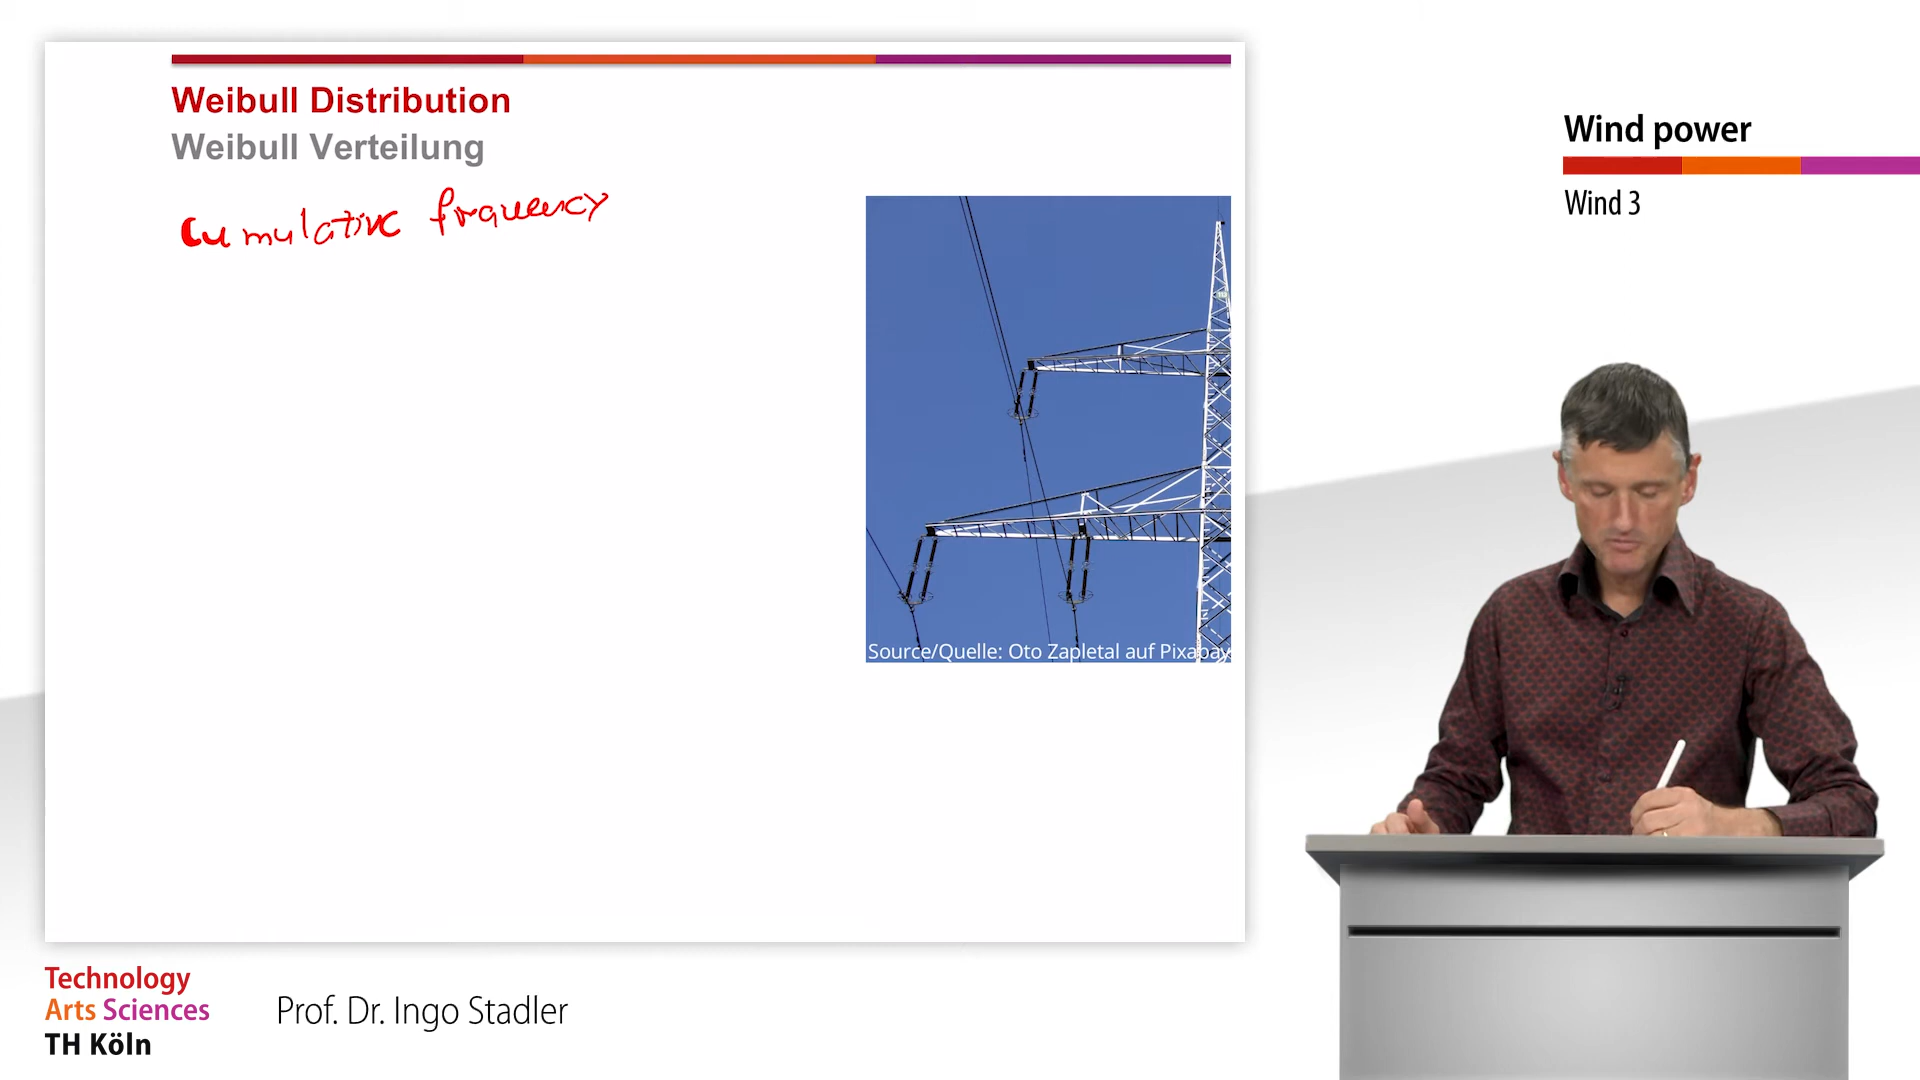 Weibull Distribution
Weibull Verteilung
Cumulative frequency
Source/Quelle: Oto Zapletal auf Pixabay
Wind power
Wind 3
Technology
Arts Sciences
TH Köln
Prof. Dr. Ingo Stadler